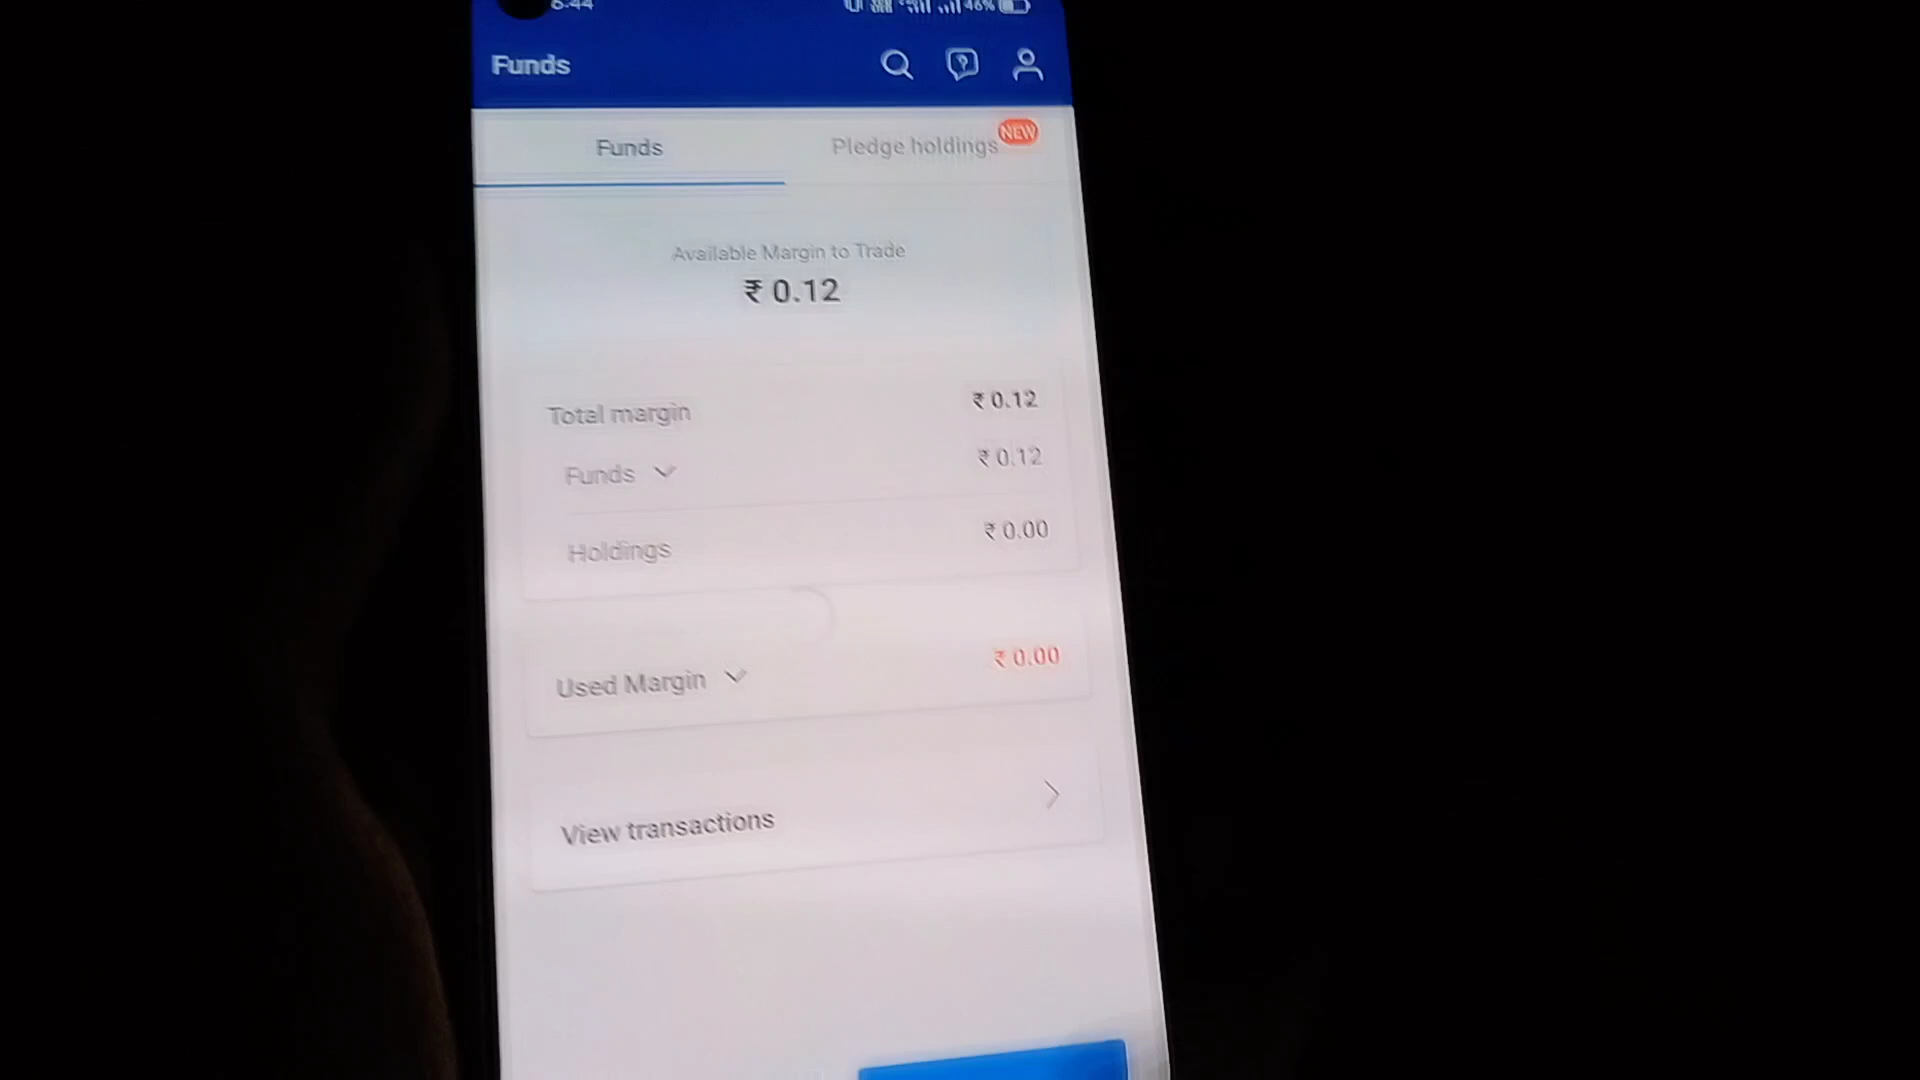 46%
Funds
Funds
Pledge holdings NEW
Available Margin to Trade
₹ 0.12
Total margin ₹ 0.12
Funds ₹ 0.12
Holdings ₹ 0.00
Used Margin ₹ 0.00
View transactions